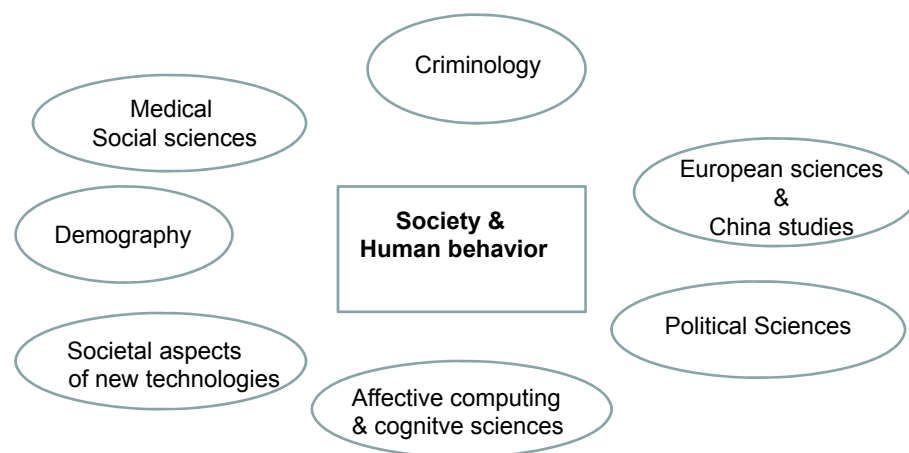 Criminology
Medical
Social sciences
European sciences
&
China studies
Society &
Human behavior
Demography
Political Sciences
Societal aspects
of new technologies
Affective computing
& cognitve sciences